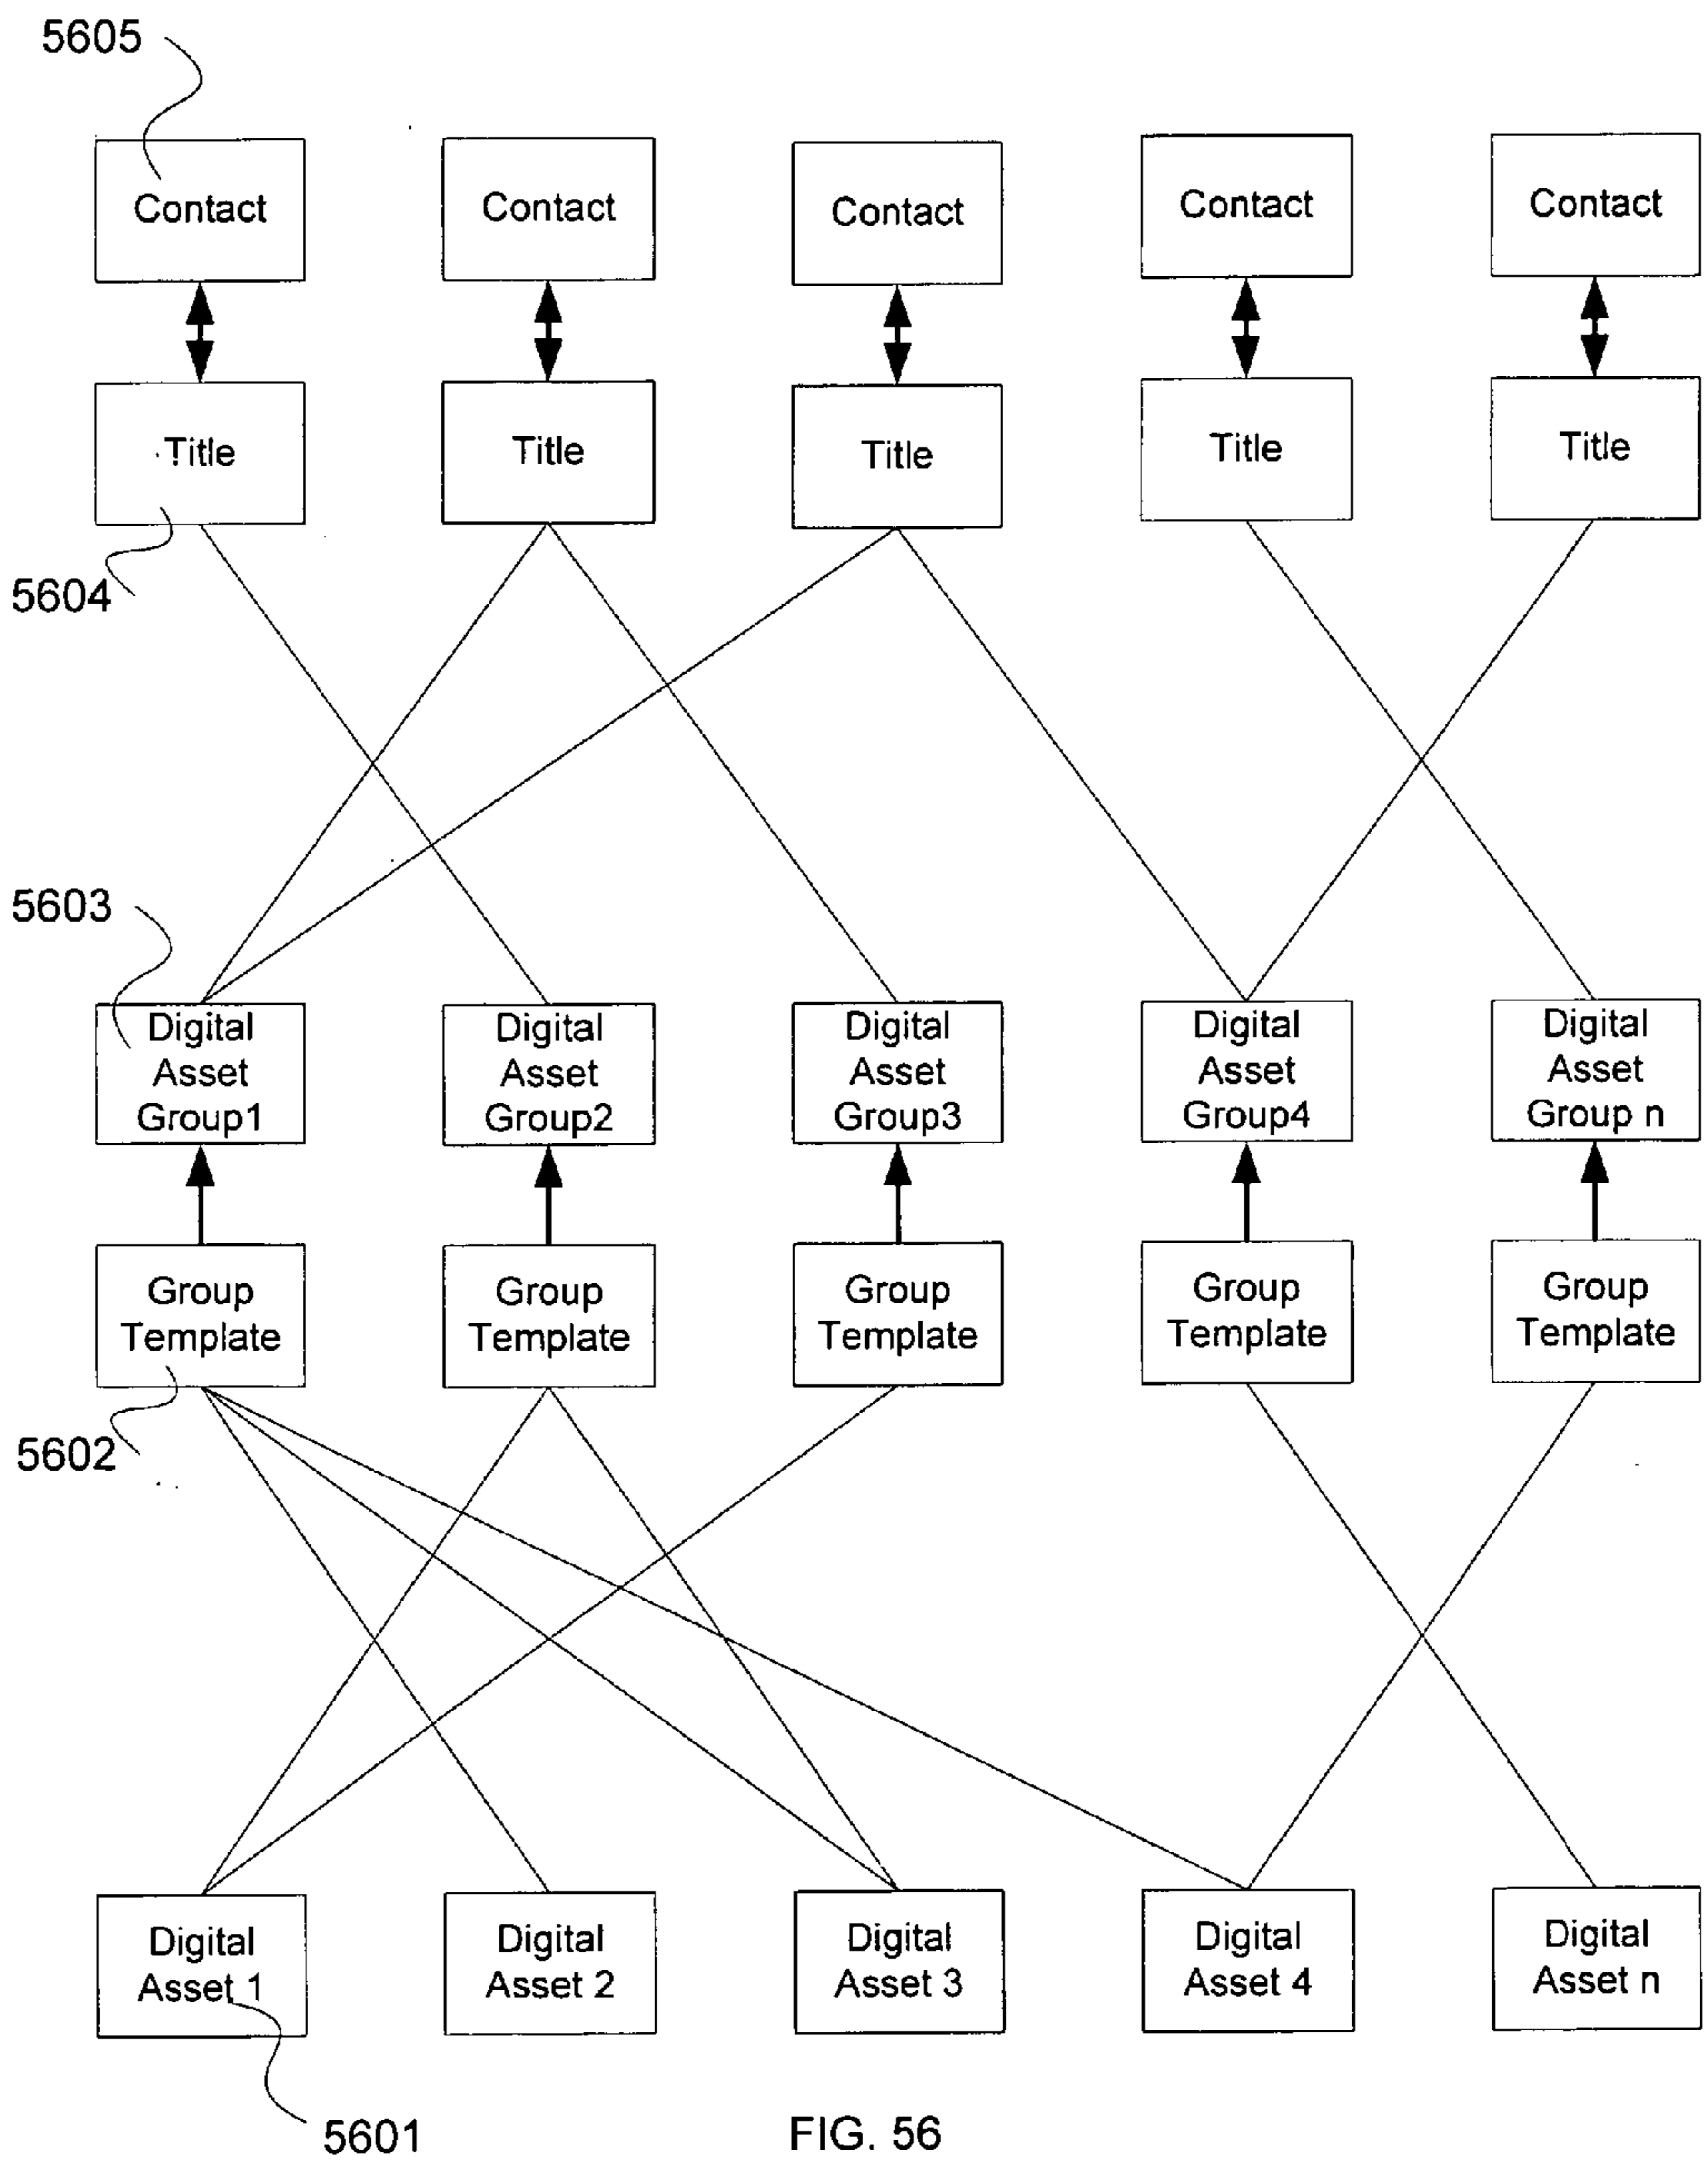 5605
Contact
Contact
Contact
Contact
Contact
Title
Title
Title
Title
Title
5604
5603
Digital
Asset
Group1
Digital
Asset
Group2
Digital
Asset
Group3
Digital
Asset
Group4
Digital
Asset
Group n
Group
Template
Group
Template
Group
Template
Group
Template
Group
Template
5602
Digital
Asset 1
Digital
Asset 2
Digital
Asset 3
Digital
Asset 4
Digital
Asset n
5601
FIG. 56